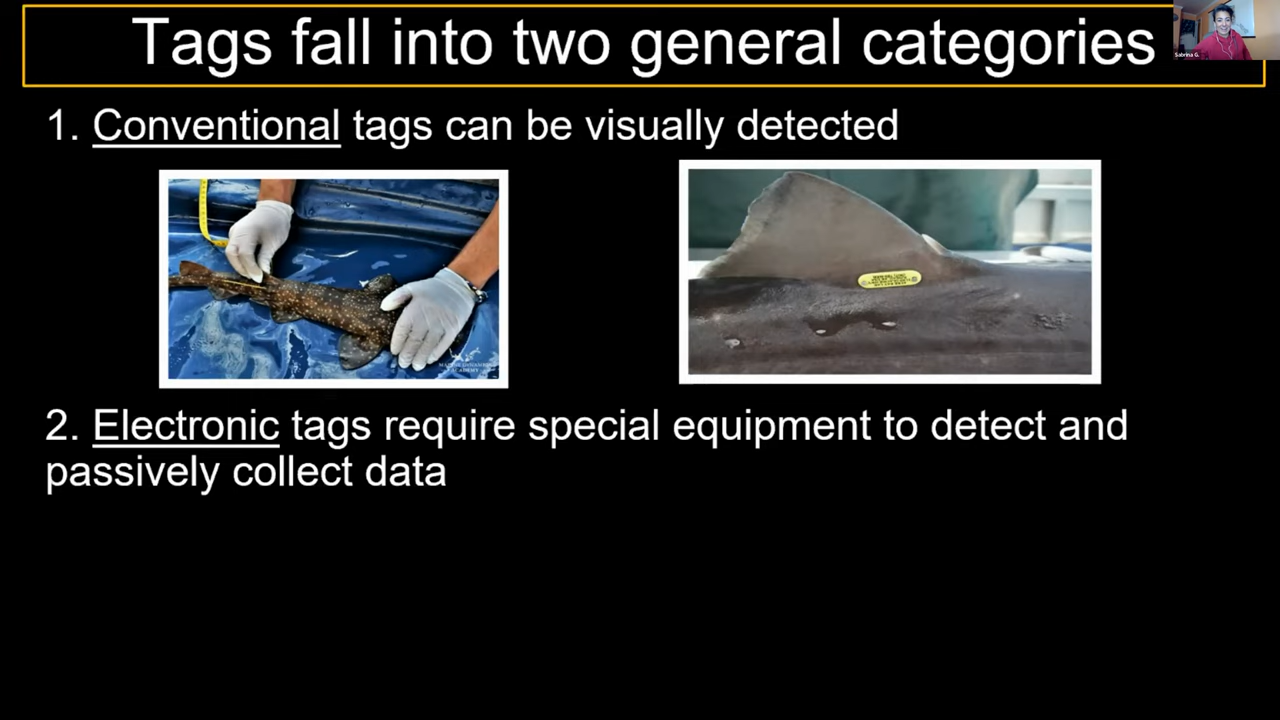 Tags fall into two general categories
Sabrina G.
1. Conventional tags can be visually detected
2. Electronic tags require special equipment to detect and
passively collect data